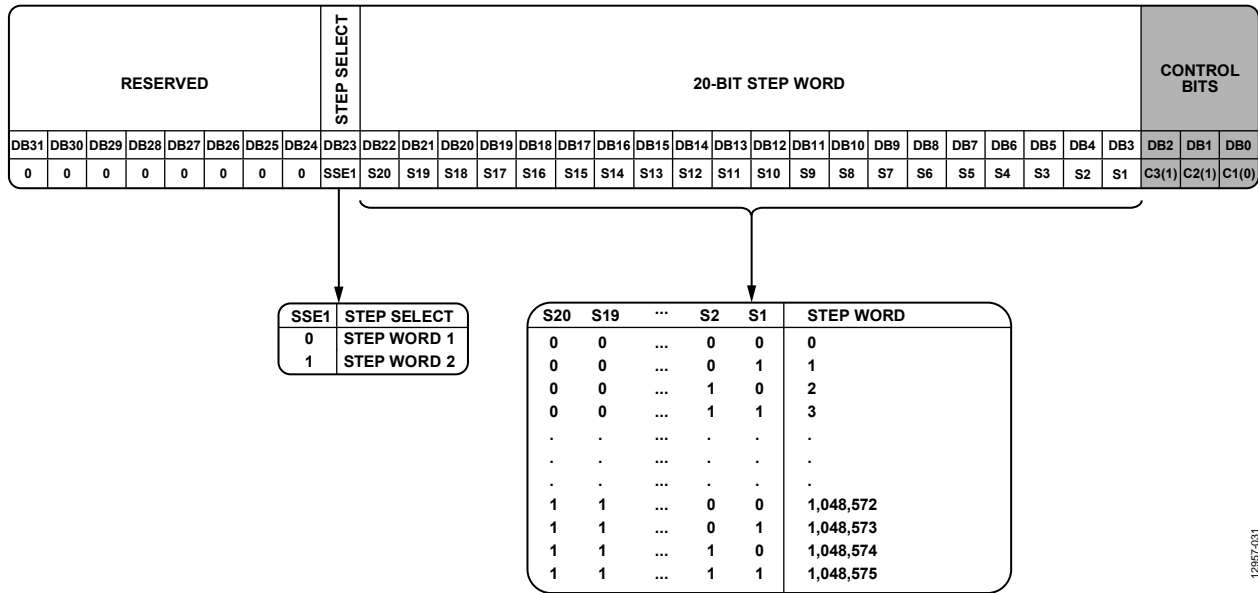 RESERVED
STEP SELECT
20-BIT STEP WORD
CONTROL
BITS
DB31 DB30 DB29 DB28 DB27 DB26 DB25 DB24 DB23 DB22 DB21 DB20 DB19 DB18 DB17 DB16 DB15 DB14 DB13 DB12 DB11 DB10 DB9 DB8 DB7 DB6 DB5 DB4 DB3 DB2 DB1 DB0
0 0 0 0 0 0 0 0 SSE1 S20 S19 S18 S17 S16 S15 S14 S13 S12 S11 S10 S9 S8 S7 S6 S5 S4 S3 S2 S1 C3(1) C2(1) C1(0)
SSE1 STEP SELECT
0 STEP WORD 1
1 STEP WORD 2
S20 S19 ... S2 S1 STEP WORD
0 0 ... 0 0 0
0 0 ... 0 1 1
0 0 ... 1 0 2
0 0 ... 1 1 3
. . ... . . .
. . ... . . .
. . ... . . .
1 1 ... 0 0 1,048,572
1 1 ... 0 1 1,048,573
1 1 ... 1 0 1,048,574
1 1 ... 1 1 1,048,575
12957-031